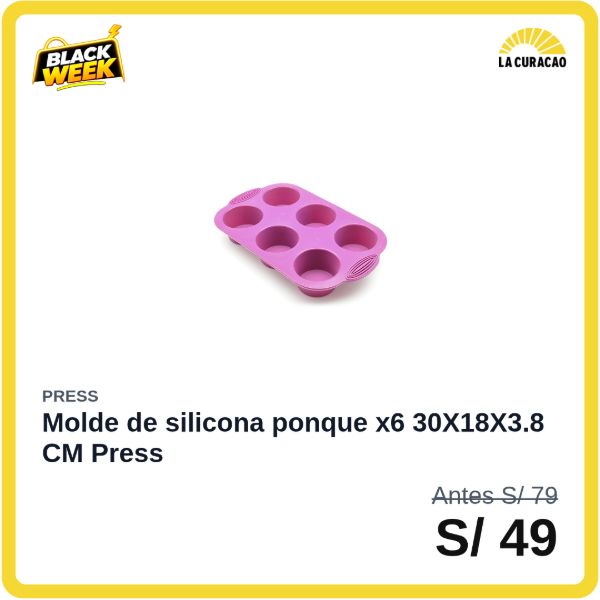 BLACK
WEEK
LA CURACAO
PRESS
Molde de silicona ponque x6 30X18X3.8
CM Press
Antes S/ 79
S/ 49